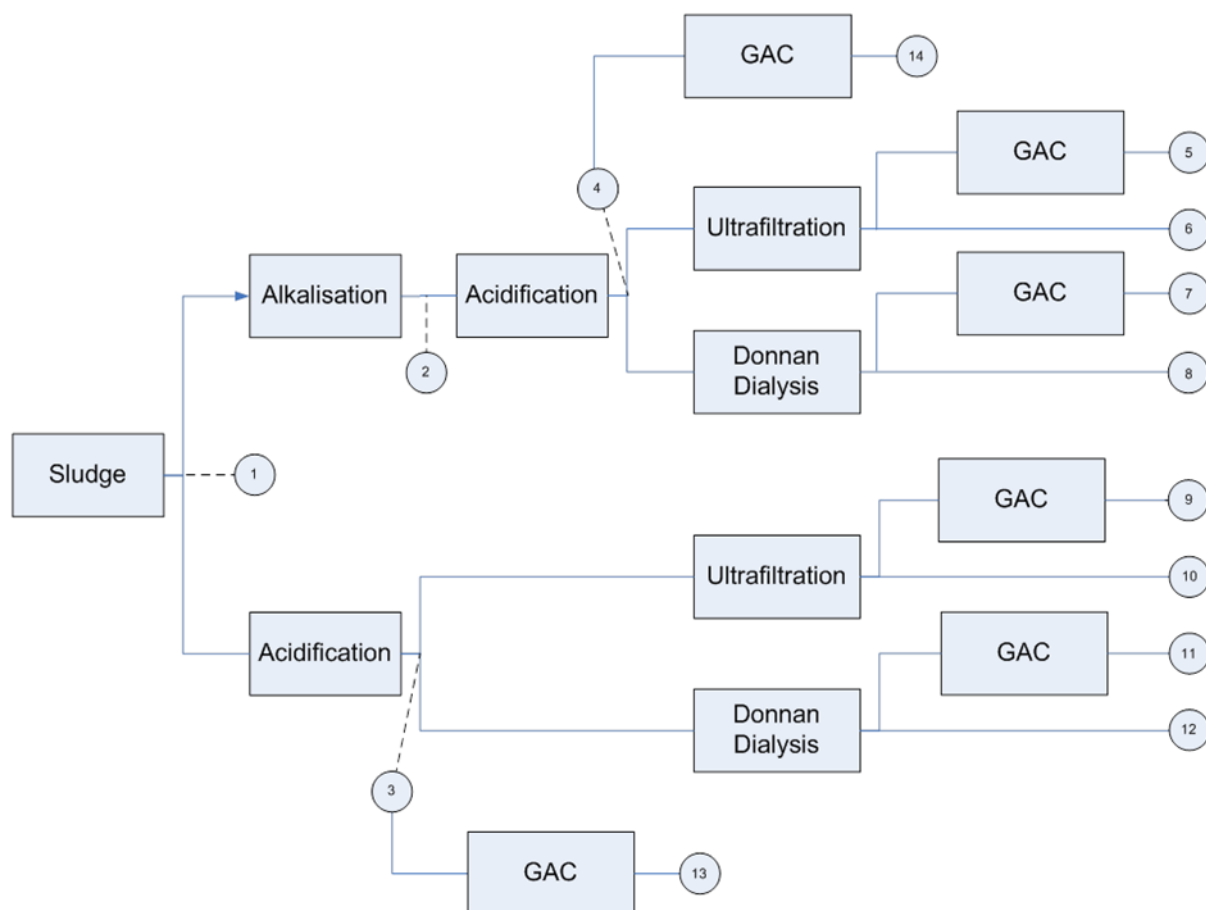 GAC
14
GAC
5
4
Ultrafiltration
6
Alkalisation
Acidification
GAC
7
2
Donnan
Dialysis
8
Sludge
1
GAC
9
Ultrafiltration
10
Acidification
GAC
11
Donnan
Dialysis
12
3
GAC
13